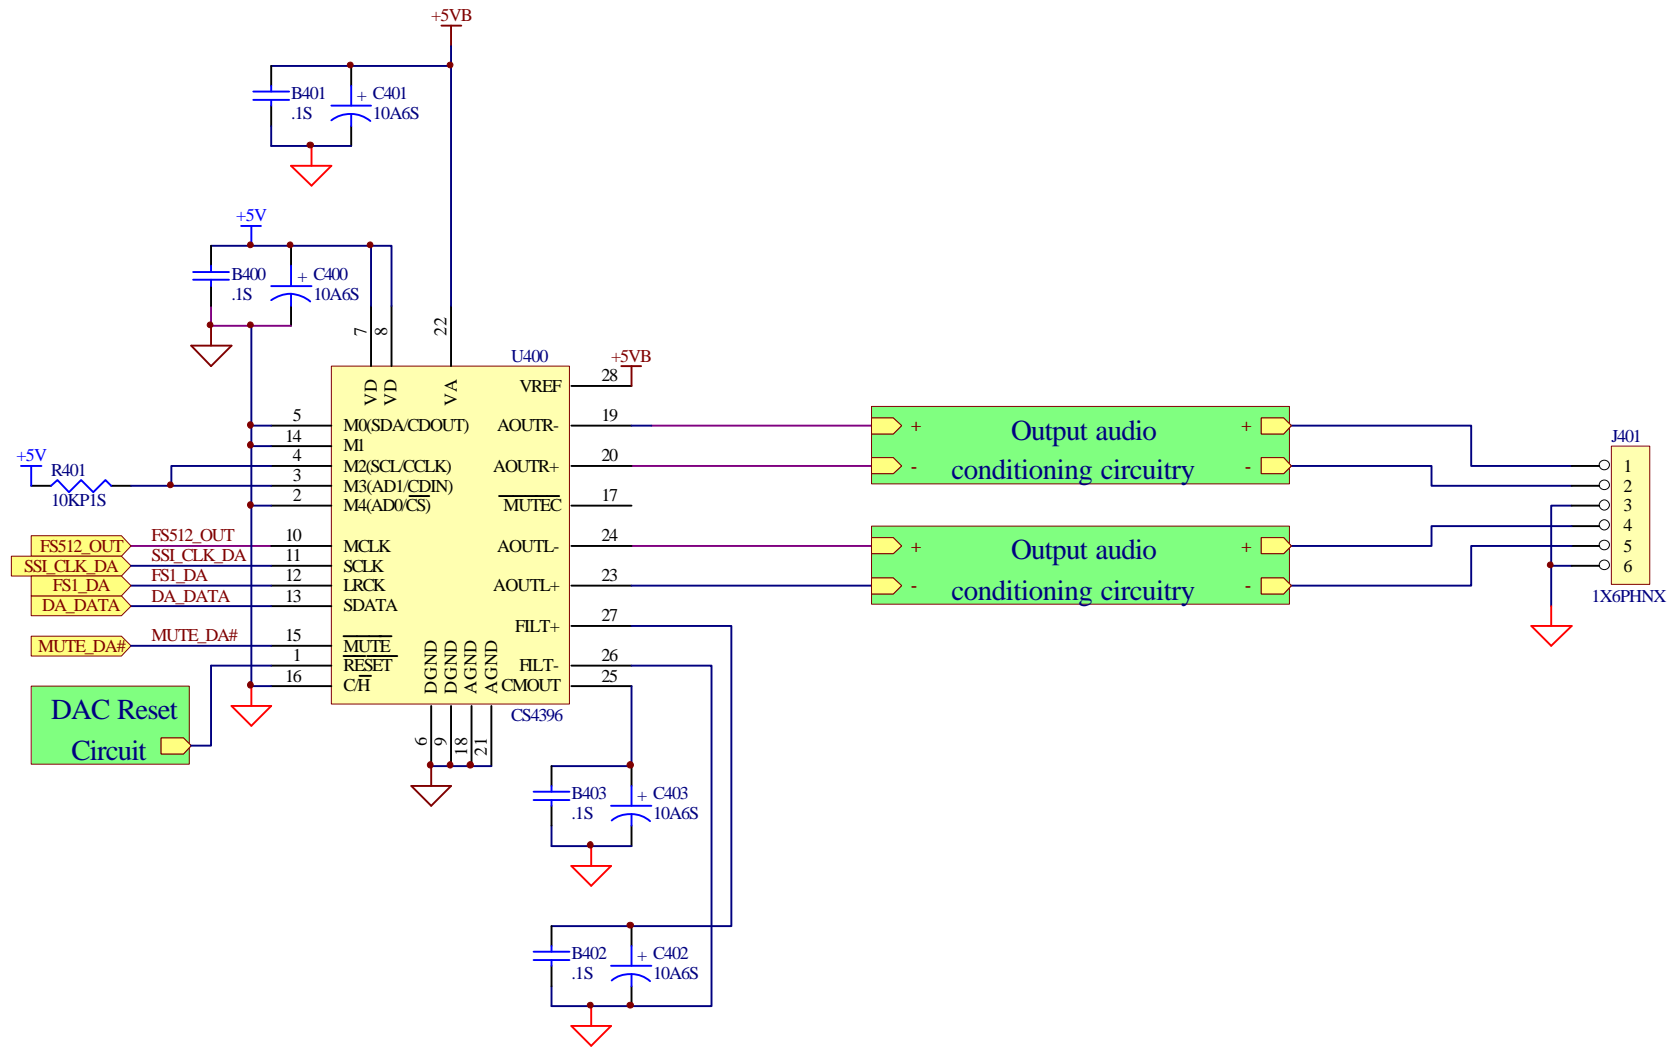 +5VB
B401
.1S
+
C401
10A6S
+5V
B400
.1S
+
C400
10A6S
7
8
22
U400
+5VB
VD
VD
VA
VREF
28
5
M0(SDA/CDOUT)
14
M1
4
M2(SCL/CCLK)
3
M3(AD1/CDIN)
2
M4(AD0/CS)
+5V
R401
10KP1S
AOUTR-
19
AOUTR+
20
MUTEC
17
AOUTL-
24
AOUTL+
23
FILT+
27
FILT-
26
CMOUT
25
FS512_OUT
FS512_OUT
10
MCLK
SSI_CLK_DA
SSI_CLK_DA
11
SCLK
FS1_DA
FS1_DA
12
LRCK
DA_DATA
DA_DATA
13
SDATA
MUTE_DA#
MUTE_DA#
15
MUTE
1
RESET
16
C/H
DGND
DGND
AGND
AGND
CS4396
6
9
18
21
DAC Reset
Circuit
+
Output audio
+
-
conditioning circuitry
-
+
Output audio
+
-
conditioning circuitry
-
J401
1
2
3
4
5
6
1X6PHNX
B403
.1S
+
C403
10A6S
B402
.1S
+
C402
10A6S